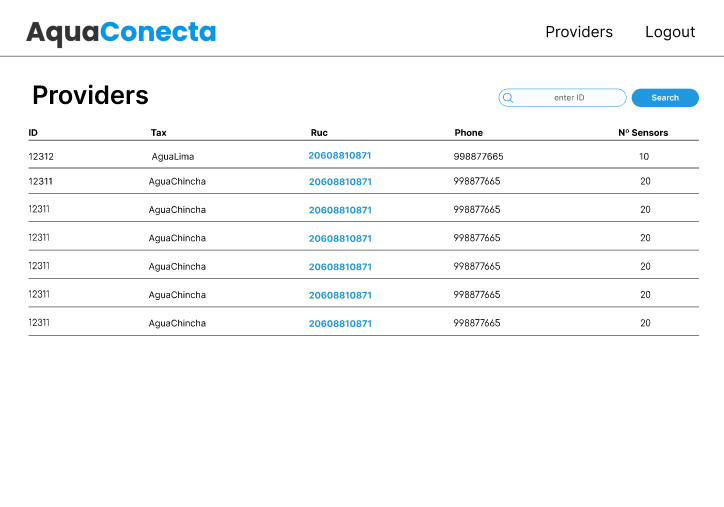 AquaConecta Providers Logout
Providers enter ID Search
ID Tax Ruc Phone Nº Sensors
12312 AguaLima 20608810871 998877665 10
12311 AguaChincha 20608810871 998877665 20
12311 AguaChincha 20608810871 998877665 20
12311 AguaChincha 20608810871 998877665 20
12311 AguaChincha 20608810871 998877665 20
12311 AguaChincha 20608810871 998877665 20
12311 AguaChincha 20608810871 998877665 20